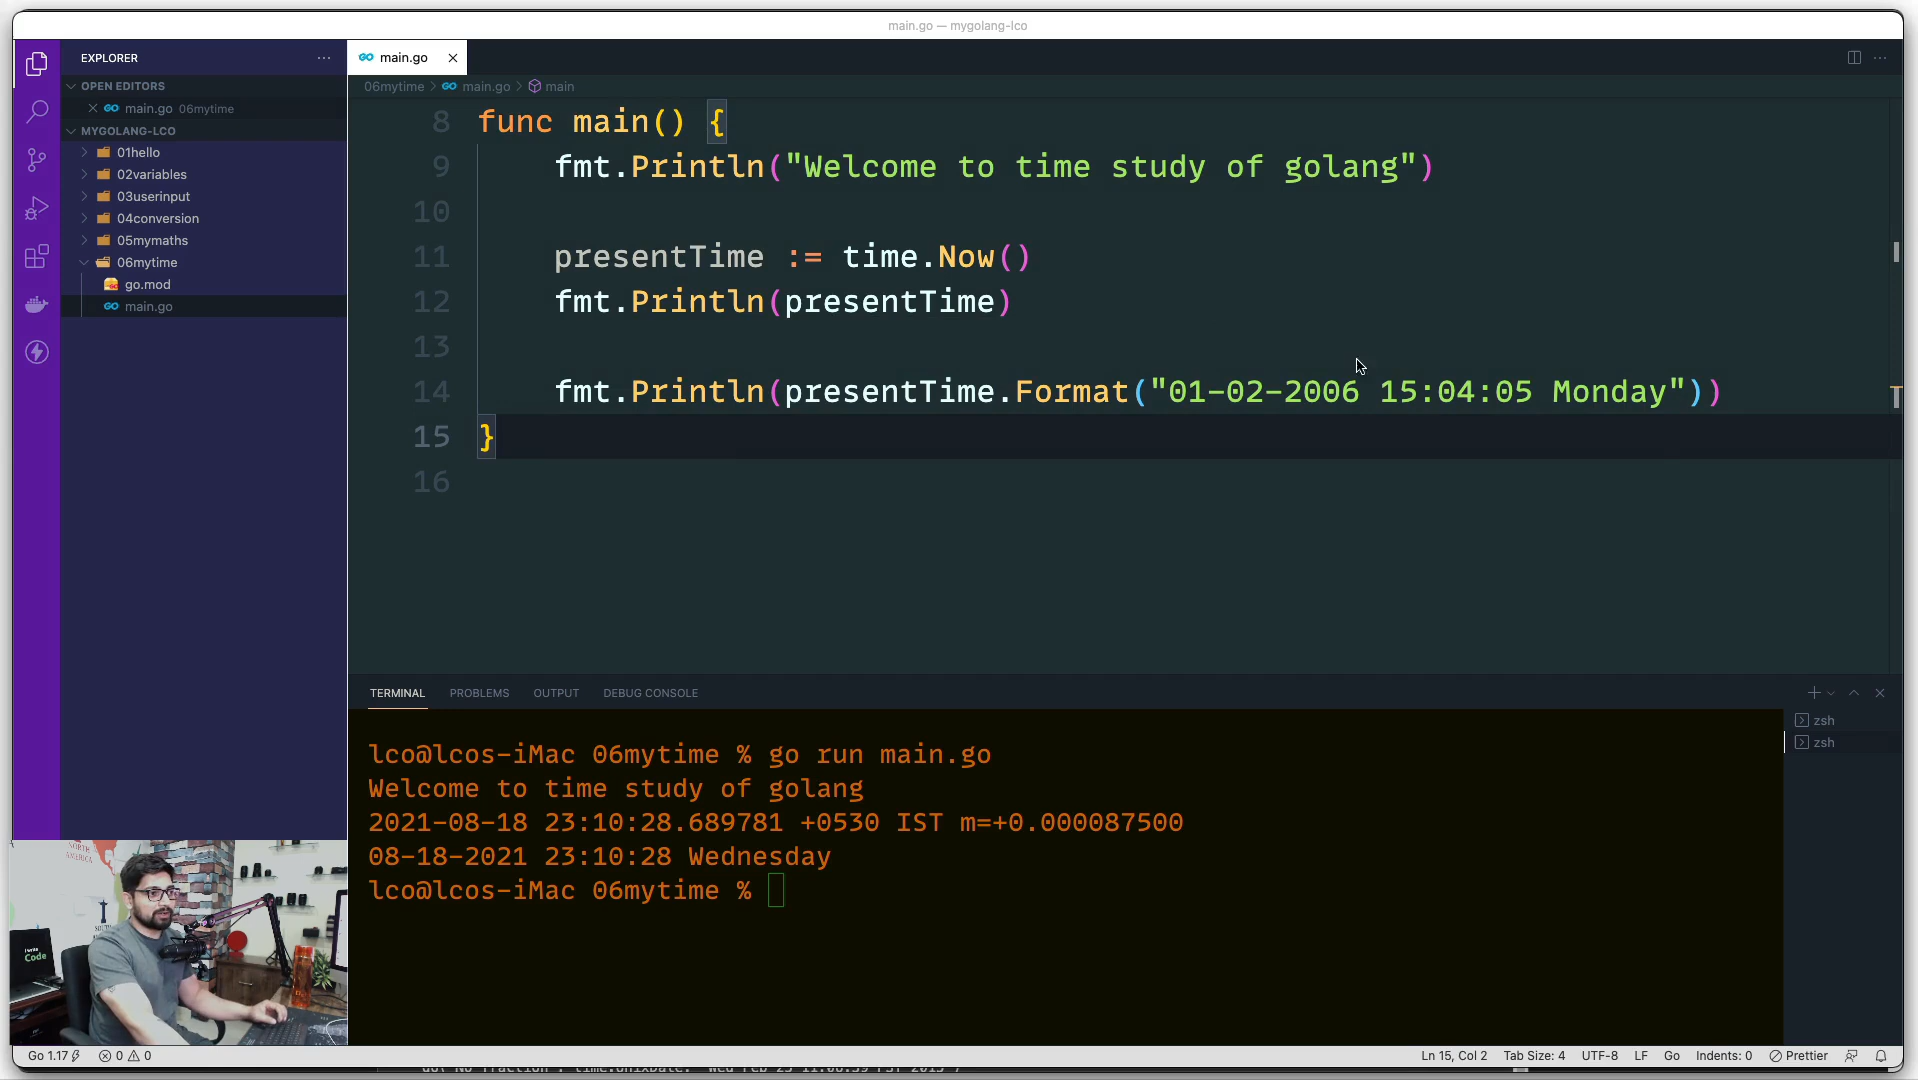 main.go — mygolang-lco
EXPLORER
OPEN EDITORS
main.go 06mytime
MYGOLANG-LCO
01hello
02variables
03userinput
04conversion
05mymaths
06mytime
go.mod
main.go
main.go
06mytime > main.go > main
8 func main() {
9 fmt.Println("Welcome to time study of golang")
10
11 presentTime := time.Now()
12 fmt.Println(presentTime)
13
14 fmt.Println(presentTime.Format("01-02-2006 15:04:05 Monday"))
15 }
16
TERMINAL PROBLEMS OUTPUT DEBUG CONSOLE
zsh
zsh
lco@lcos-iMac 06mytime % go run main.go
Welcome to time study of golang
2021-08-18 23:10:28.689781 +0530 IST m=+0.000087500
08-18-2021 23:10:28 Wednesday
lco@lcos-iMac 06mytime %
NORTH
AMERICA
I write
Code
Go 1.17 0 0 Ln 15, Col 2 Tab Size: 4 UTF-8 LF Go Indents: 0 Prettier